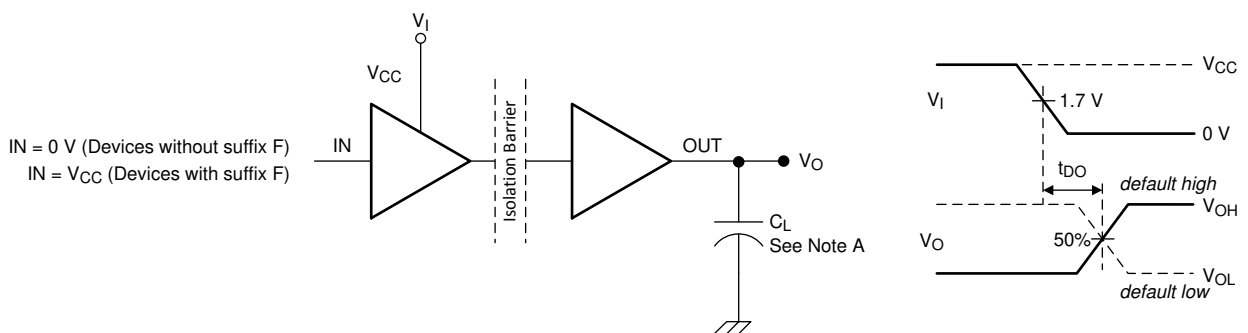 V_I
V_CC
IN = 0 V (Devices without suffix F)
IN = V_CC (Devices with suffix F)
IN
Isolation Barrier
OUT
V_O
C_L
See Note A
V_I
V_CC
1.7 V
0 V
t_DO
default high
V_OH
V_O
50%
V_OL
default low